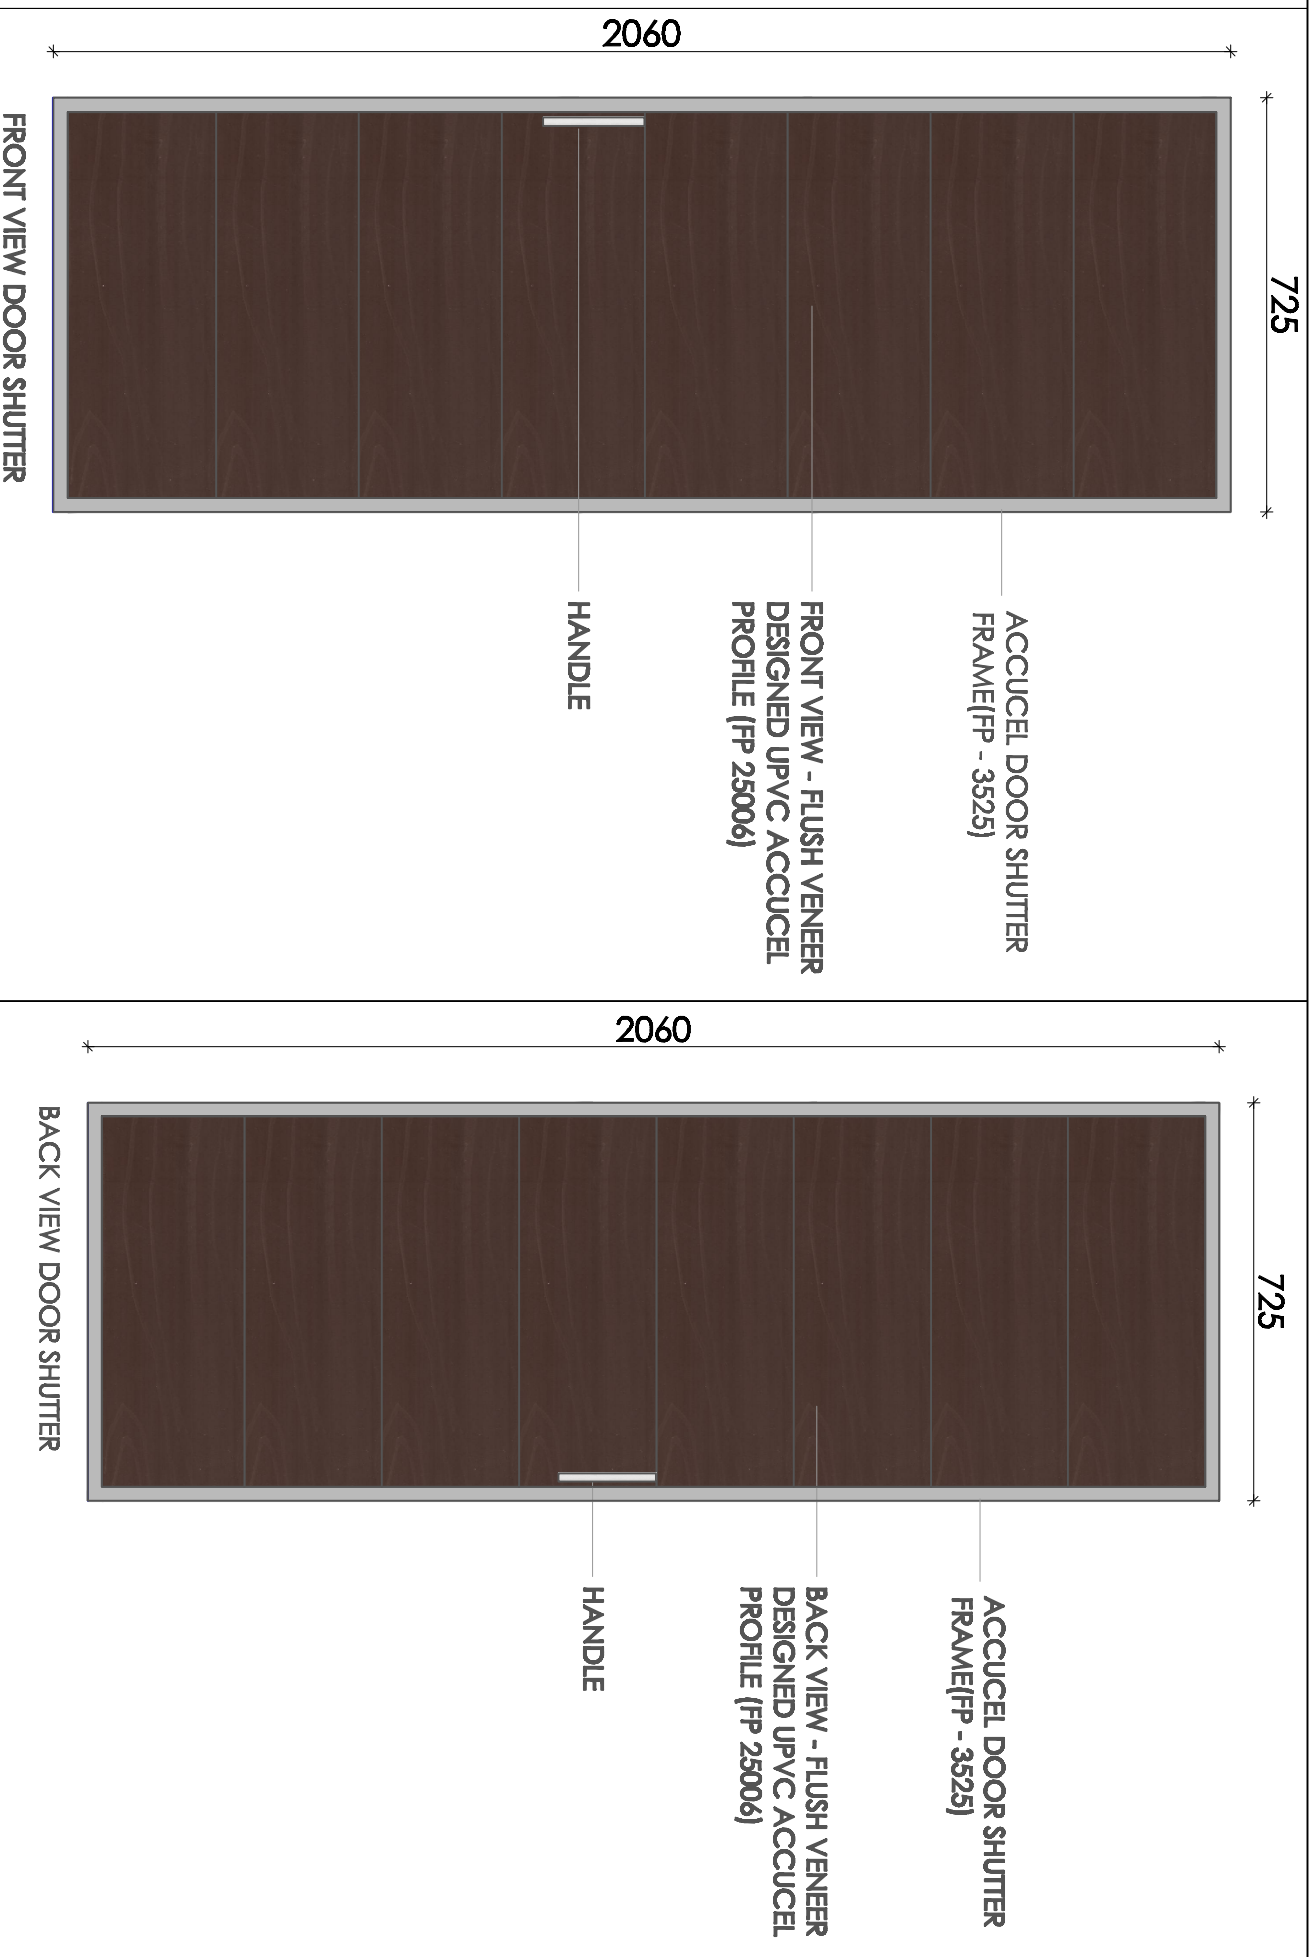 2060
725
ACCUCEL DOOR SHUTTER
FRAME(FP - 3525)
FRONT VIEW - FLUSH VENEER
DESIGNED UPVC ACCUCEL
PROFILE (FP 25006)
HANDLE
FRONT VIEW DOOR SHUTTER
2060
725
ACCUCEL DOOR SHUTTER
FRAME(FP - 3525)
BACK VIEW - FLUSH VENEER
DESIGNED UPVC ACCUCEL
PROFILE (FP 25006)
HANDLE
BACK VIEW DOOR SHUTTER